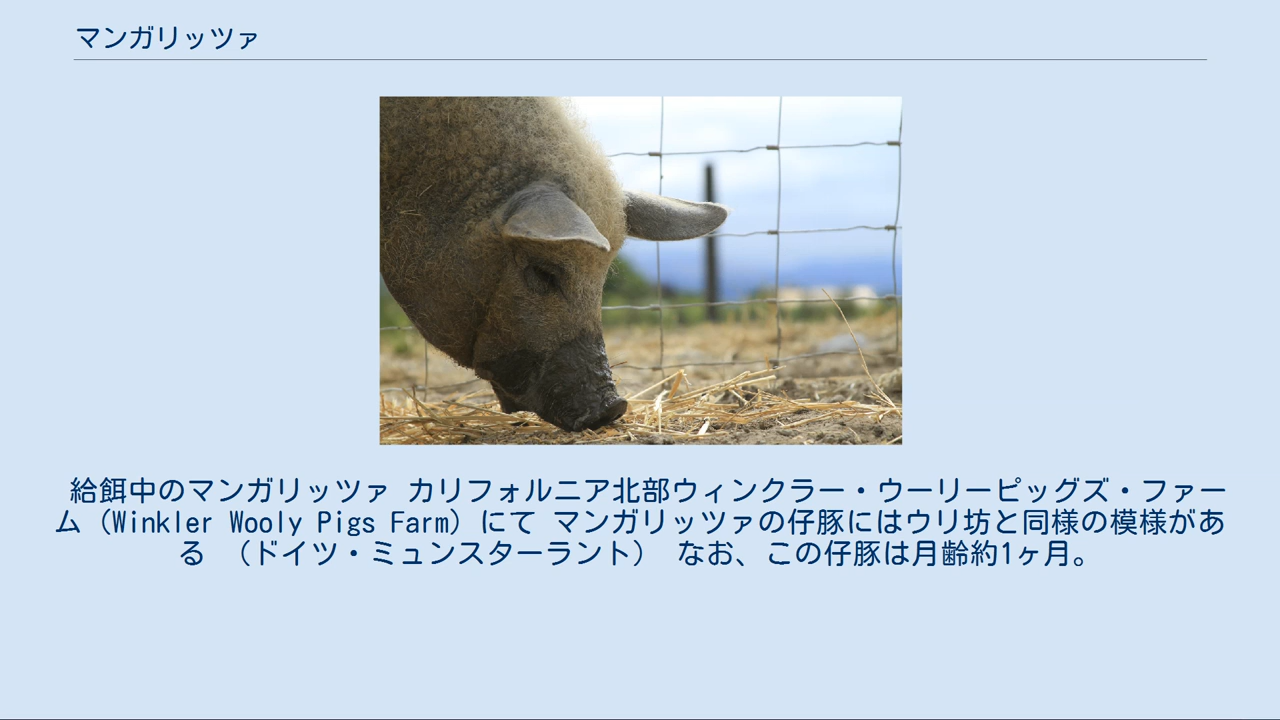 マンガリッツァ
給餌中のマンガリッツァ カリフォルニア北部ウィンクラー・ウーリーピッグズ・ファー
ム（Winkler Wooly Pigs Farm）にて マンガリッツァの仔豚にはウリ坊と同様の模様があ
る （ドイツ・ミュンスターラント） なお、この仔豚は月齢約1ヶ月。